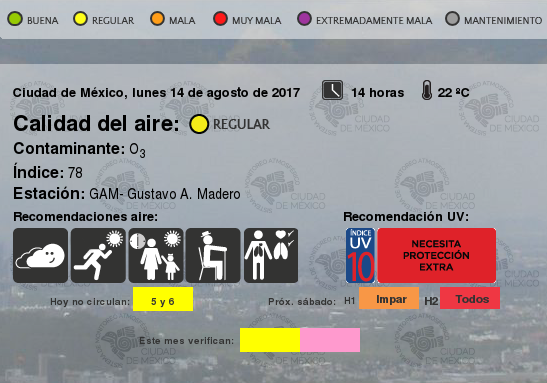 BUENA REGULAR MALA MUY MALA EXTREMADAMENTE MALA MANTENIMIENTO
Ciudad de México, lunes 14 de agosto de 2017 14 horas 22 ºC
Calidad del aire: REGULAR
Contaminante: O3
Índice: 78
Estación: GAM- Gustavo A. Madero
Recomendaciones aire: Recomendación UV:
ÍNDICE
UV
10
NECESITA
PROTECCIÓN
EXTRA
Hoy no circulan: 5 y 6 Próx. sábado: H1 Impar H2 Todos
Este mes verifican:
CIUDAD
DE MÉXICO